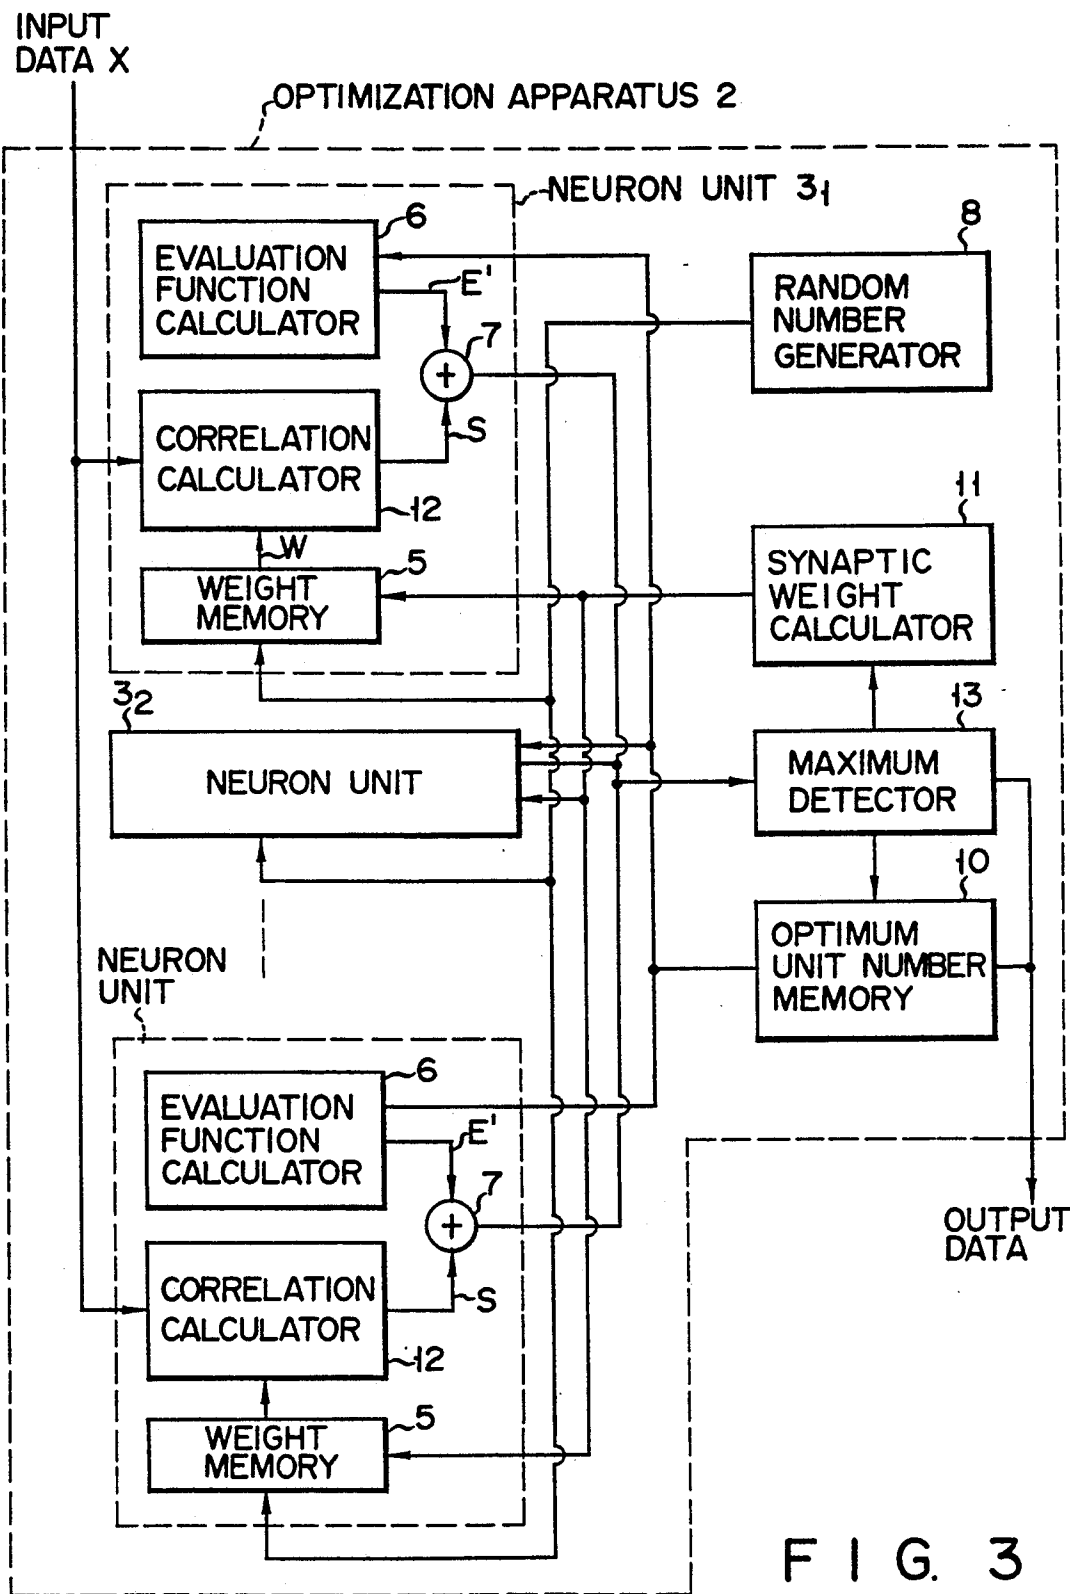 INPUT
DATA X
OPTIMIZATION APPARATUS 2
NEURON UNIT 3₁
6
EVALUATION
FUNCTION
CALCULATOR
E'
7
+
S
CORRELATION
CALCULATOR
12
W
5
WEIGHT
MEMORY
8
RANDOM
NUMBER
GENERATOR
11
SYNAPTIC
WEIGHT
CALCULATOR
3₂
NEURON UNIT
13
MAXIMUM
DETECTOR
10
OPTIMUM
UNIT NUMBER
MEMORY
NEURON
UNIT
6
EVALUATION
FUNCTION
CALCULATOR
E'
7
+
S
CORRELATION
CALCULATOR
12
5
WEIGHT
MEMORY
OUTPUT
DATA
FIG. 3